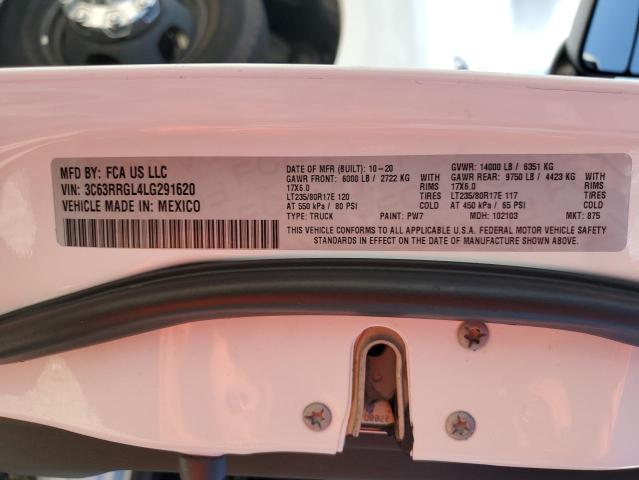 MFD BY: FCA US LLC
VIN: 3C63RRGL4LG291620
VEHICLE MADE IN: MEXICO
DATE OF MFR (BUILT): 10-20 GVWR: 14000 LB / 6351 KG
GAWR FRONT: 6000 LB / 2722 KG WITH GAWR REAR: 9750 LB / 4423 KG WITH
17X6.0 RIMS 17X6.0 RIMS
LT235/80R17E 120 TIRES LT235/80R17E 117 TIRES
AT 550 kPa / 80 PSI COLD AT 450 kPa / 65 PSI COLD
TYPE: TRUCK PAINT: PW7 MDH: 102103 MKT: 875
THIS VEHICLE CONFORMS TO ALL APPLICABLE U.S.A. FEDERAL MOTOR VEHICLE SAFETY
STANDARDS IN EFFECT ON THE DATE OF MANUFACTURE SHOWN ABOVE.